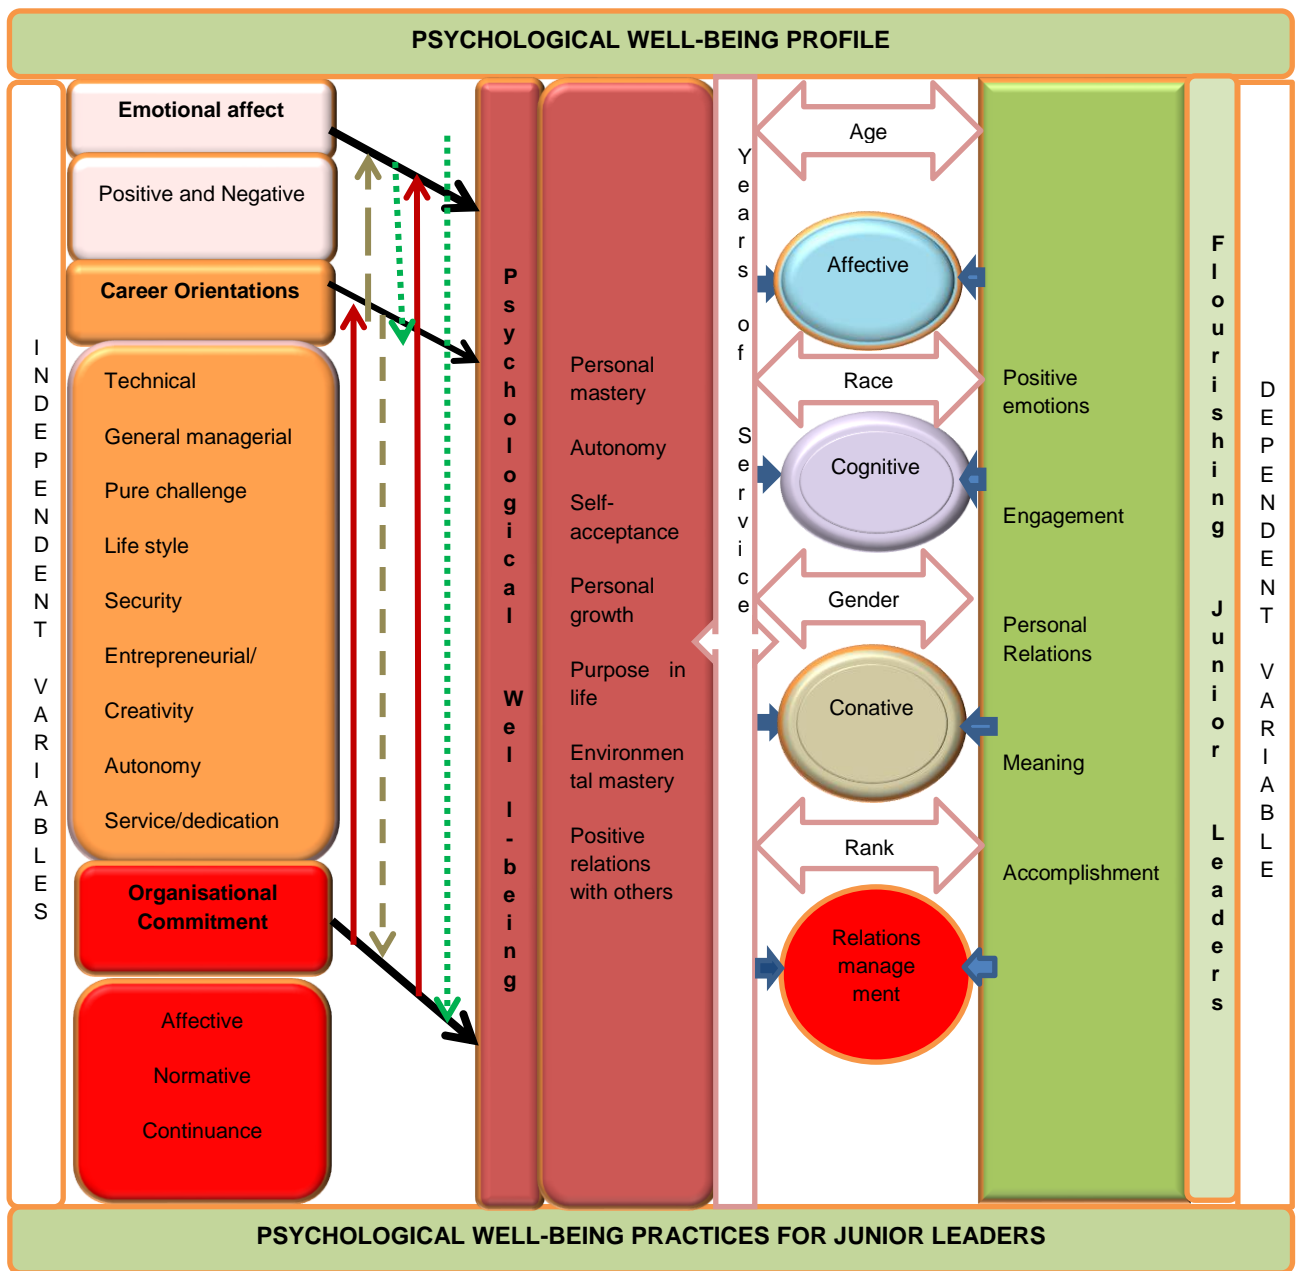 PSYCHOLOGICAL WELL-BEING PROFILE
INDEPENDENT VARIABLES
Emotional affect
Positive and Negative
Career Orientations
Technical
General managerial
Pure challenge
Life style
Security
Entrepreneurial/
Creativity
Autonomy
Service/dedication
Organisational
Commitment
Affective
Normative
Continuance
Psychological Wel l-being
Personal
mastery
Autonomy
Self-
acceptance
Personal
growth
Purpose in
life
Environmen
tal mastery
Positive
relations
with others
Years of Service
Age
Affective
Race
Cognitive
Gender
Conative
Rank
Relations
manage
ment
Positive
emotions
Engagement
Personal
Relations
Meaning
Accomplishment
Flourishing Junior Leaders
DEPENDENT VARIABLE
PSYCHOLOGICAL WELL-BEING PRACTICES FOR JUNIOR LEADERS